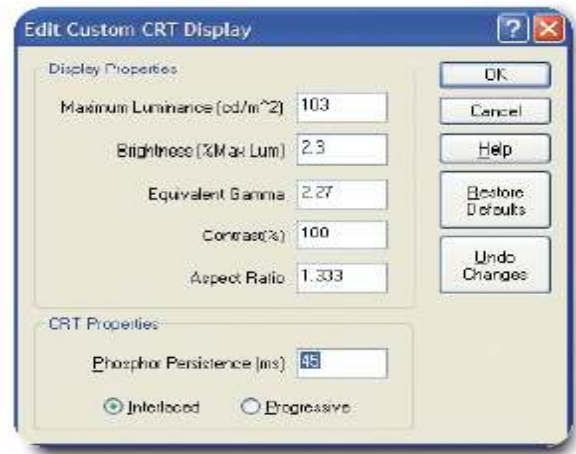 Edit Custom CRT Display
Display Properties
Maximum Luminance (cd/m^2) 103
Brightness (%Max Lum) 2.3
Equivalent Gamma 2.27
Contrast(%) 100
Aspect Ratio 1.333
CRT Properties
Phosphor Persistence (ms) 45
Interlaced Progressive
OK
Cancel
Help
Restore
Defaults
Undo
Changes